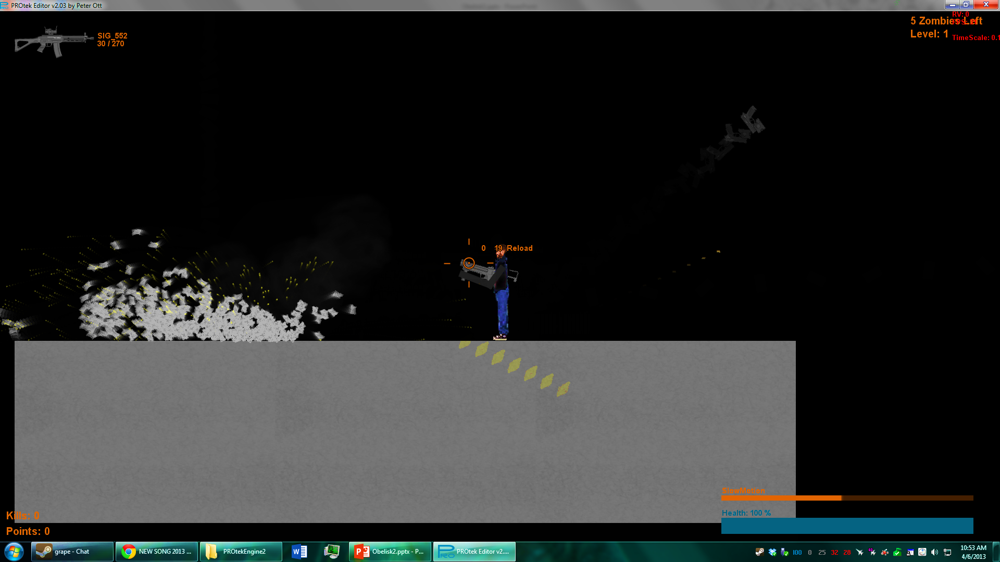 PROtek Editor v2.03 by Peter Ott
RV: 0
5 Zombies Left
Level: 1
TimeScale: 0.1
SIG_552
30 / 270
0 19 Reload
SlowMotion
Health: 100 %
Kills: 0
Points: 0
grape - Chat
NEW SONG 2013 ...
PROtekEngine2
Obelisk2.pptx - P...
PROtek Editor v2....
100 0 25 32 28
10:53 AM
4/6/2013